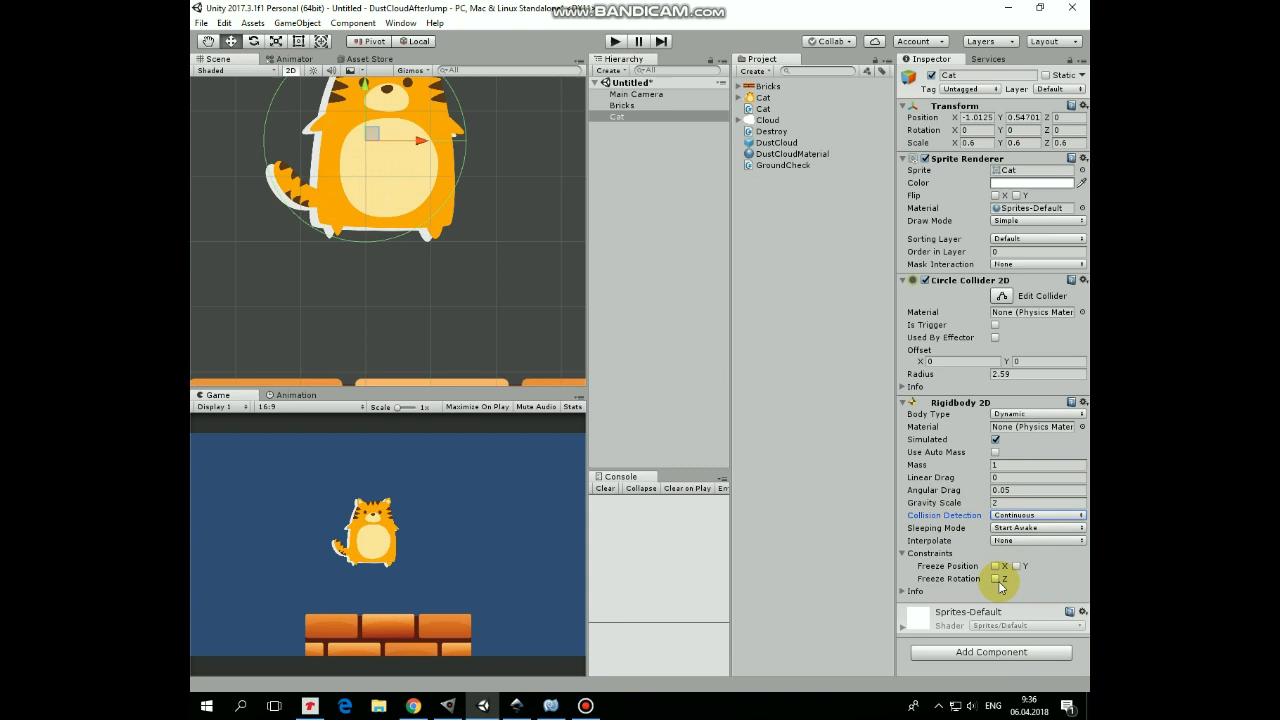 Unity 2017.3.1f1 Personal (64bit) - Untitled - DustCloudAfterJump - PC, Mac & Linux Standalone
www.BANDICAM.com
File Edit Assets GameObject Component Window Help
Pivot Local Collab Account Layers Layout
Scene Animator Asset Store
Shaded 2D Gizmos All
Hierarchy
Create All
Untitled*
Main Camera
Bricks
Cat
Project
Create
Bricks
Cat
Cat
Cloud
Destroy
DustCloud
DustCloudMaterial
GroundCheck
Game Animation
Display 1 16:9 Scale 1x Maximize On Play Mute Audio Stats
Console
Clear Collapse Clear on Play
Inspector Services
Cat Static
Tag Untagged Layer Default
Transform
Position X -1.0125 Y 0.54701 Z 0
Rotation X 0 Y 0 Z 0
Scale X 0.6 Y 0.6 Z 0.6
Sprite Renderer
Sprite Cat
Color
Flip X Y
Material Sprites-Default
Draw Mode Simple
Sorting Layer Default
Order in Layer 0
Mask Interaction None
Circle Collider 2D
Edit Collider
Material None (Physics Mater
Is Trigger
Used By Effector
Offset
X 0 Y 0
Radius 2.59
Info
Rigidbody 2D
Body Type Dynamic
Material None (Physics Mater
Simulated
Use Auto Mass
Mass 1
Linear Drag 0
Angular Drag 0.05
Gravity Scale 2
Collision Detection Continuous
Sleeping Mode Start Awake
Interpolate None
Constraints
Freeze Position X Y
Freeze Rotation Z
Info
Sprites-Default
Shader Sprites/Default
Add Component
ENG
9:36
06.04.2018